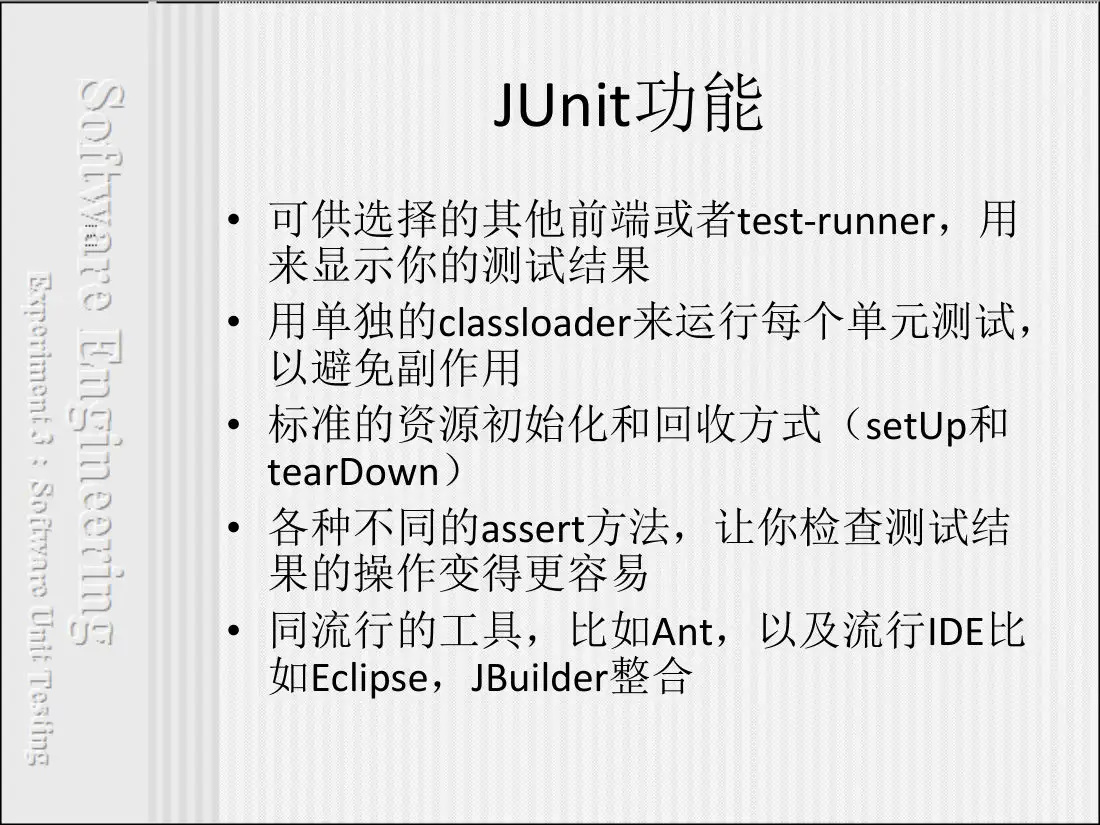 JUnit功能
• 可供选择的其他前端或者test-runner，用
来显示你的测试结果
• 用单独的classloader来运行每个单元测试，
以避免副作用
• 标准的资源初始化和回收方式（setUp和
tearDown）
• 各种不同的assert方法，让你检查测试结
果的操作变得更容易
• 同流行的工具，比如Ant，以及流行IDE比
如Eclipse，JBuilder整合
Software Engineering
Experiment 3：Software Unit Testing